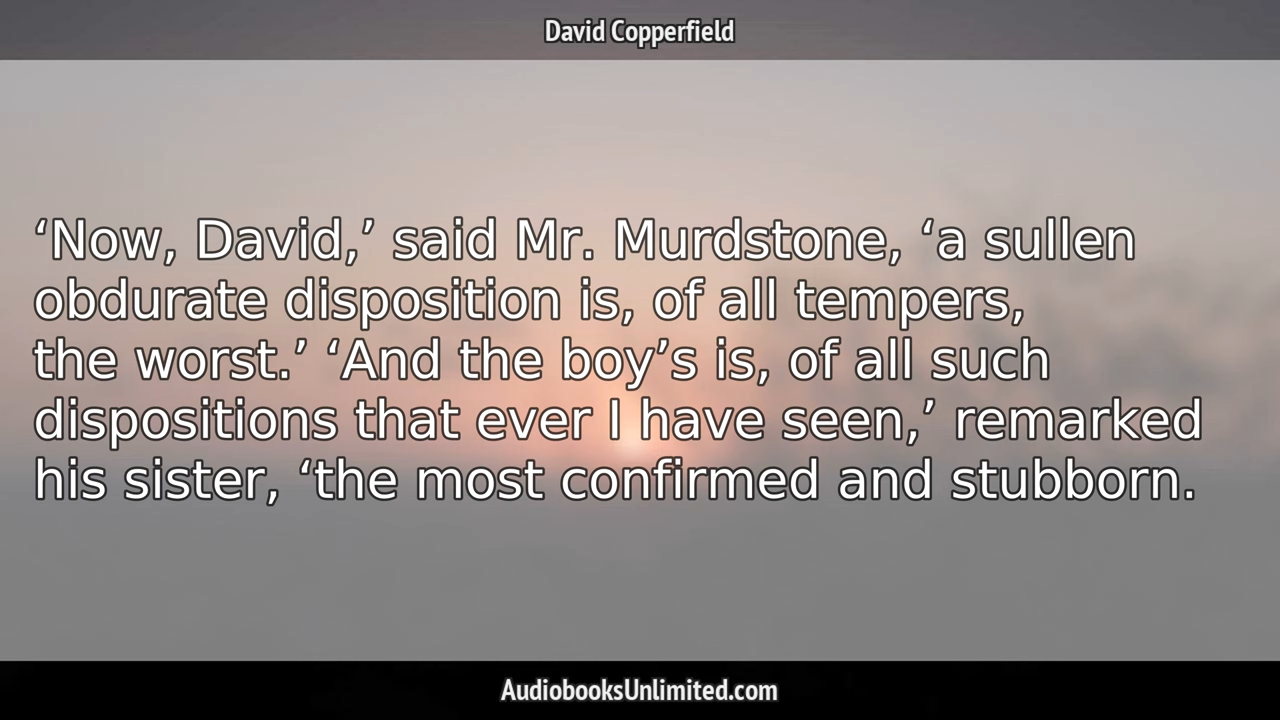 David Copperfield
‘Now, David,’ said Mr. Murdstone, ‘a sullen
obdurate disposition is, of all tempers,
the worst.’ ‘And the boy’s is, of all such
dispositions that ever I have seen,’ remarked
his sister, ‘the most confirmed and stubborn.
AudiobooksUnlimited.com